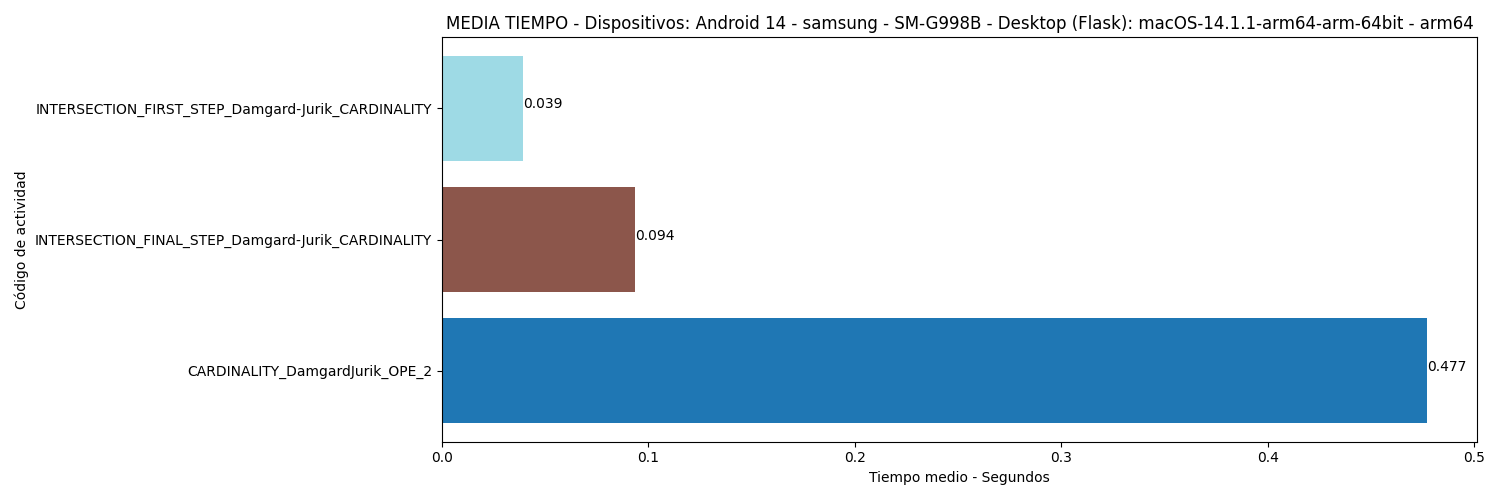 MEDIA TIEMPO - Dispositivos: Android 14 - samsung - SM-G998B - Desktop (Flask): macOS-14.1.1-arm64-arm-64bit - arm64
Código de actividad
INTERSECTION_FIRST_STEP_Damgard-Jurik_CARDINALITY
0.039
INTERSECTION_FINAL_STEP_Damgard-Jurik_CARDINALITY
0.094
CARDINALITY_DamgardJurik_OPE_2
0.477
0.0 0.1 0.2 0.3 0.4 0.5
Tiempo medio - Segundos